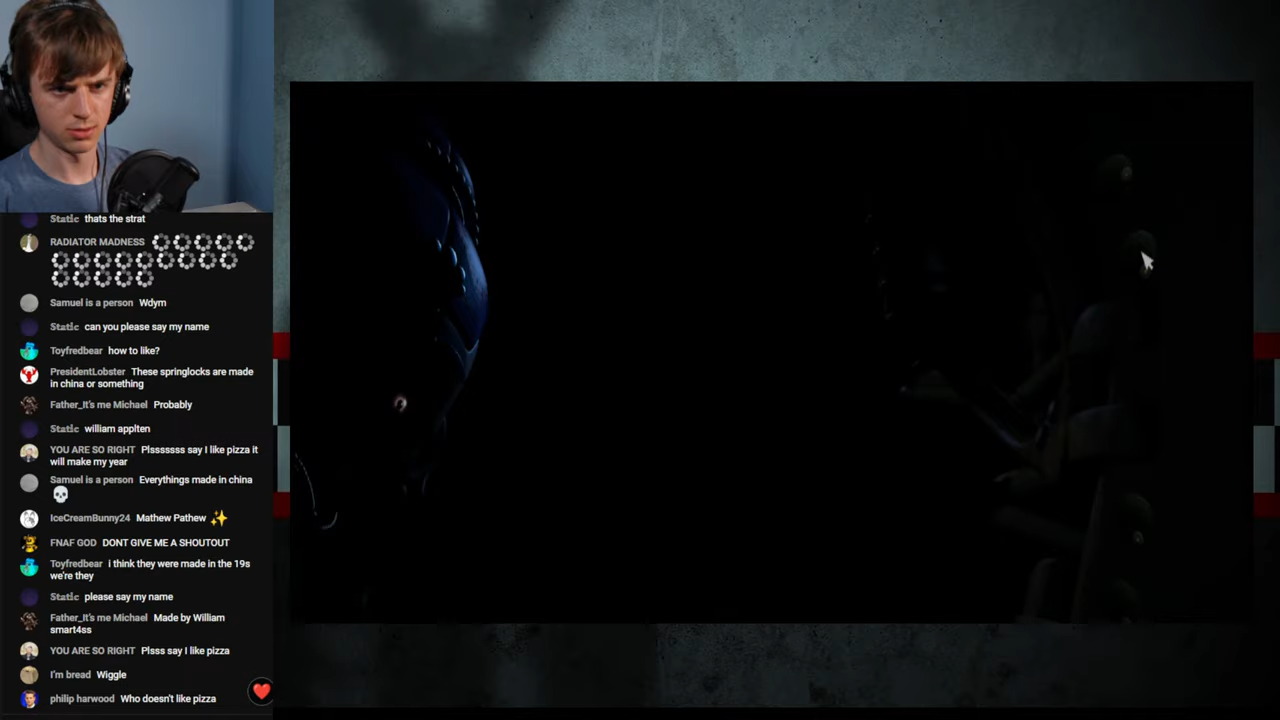 Static thats the strat
RADIATOR MADNESS
Samuel is a person Wdym
Static can you please say my name
Toyfredbear how to like?
PresidentLobster These springlocks are made
in china or something
Father_It's me Michael Probably
Static william applten
YOU ARE SO RIGHT Plsssssss say I like pizza it
will make my year
Samuel is a person Everythings made in china
IceCreamBunny24 Mathew Pathew
FNAF GOD DONT GIVE ME A SHOUTOUT
Toyfredbear i think they were made in the 19s
we're they
Static please say my name
Father_It's me Michael Made by William
smart4ss
YOU ARE SO RIGHT Plsss say I like pizza
I'm bread Wiggle
philip harwood Who doesn't like pizza